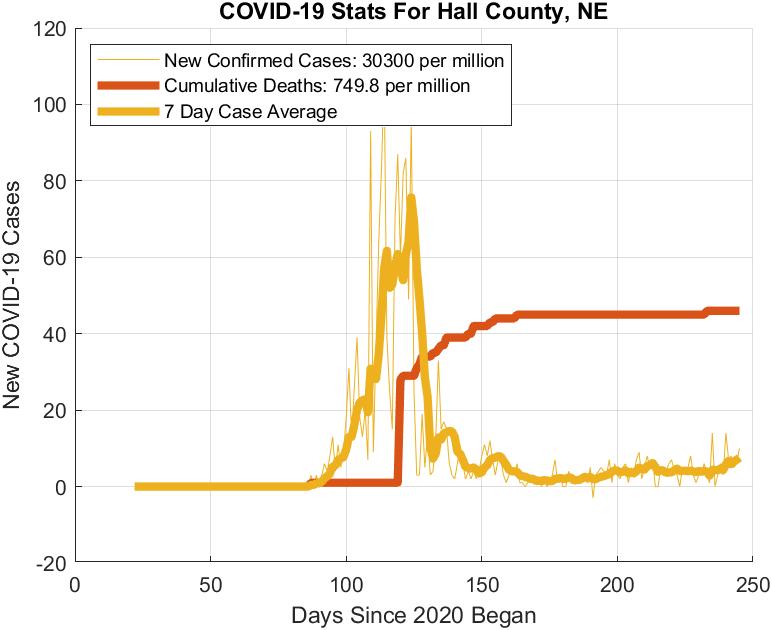 COVID-19 Stats For Hall County, NE
120
100
80
60
40
20
0
-20
New COVID-19 Cases
New Confirmed Cases: 30300 per million
Cumulative Deaths: 749.8 per million
7 Day Case Average
0 50 100 150 200 250
Days Since 2020 Began